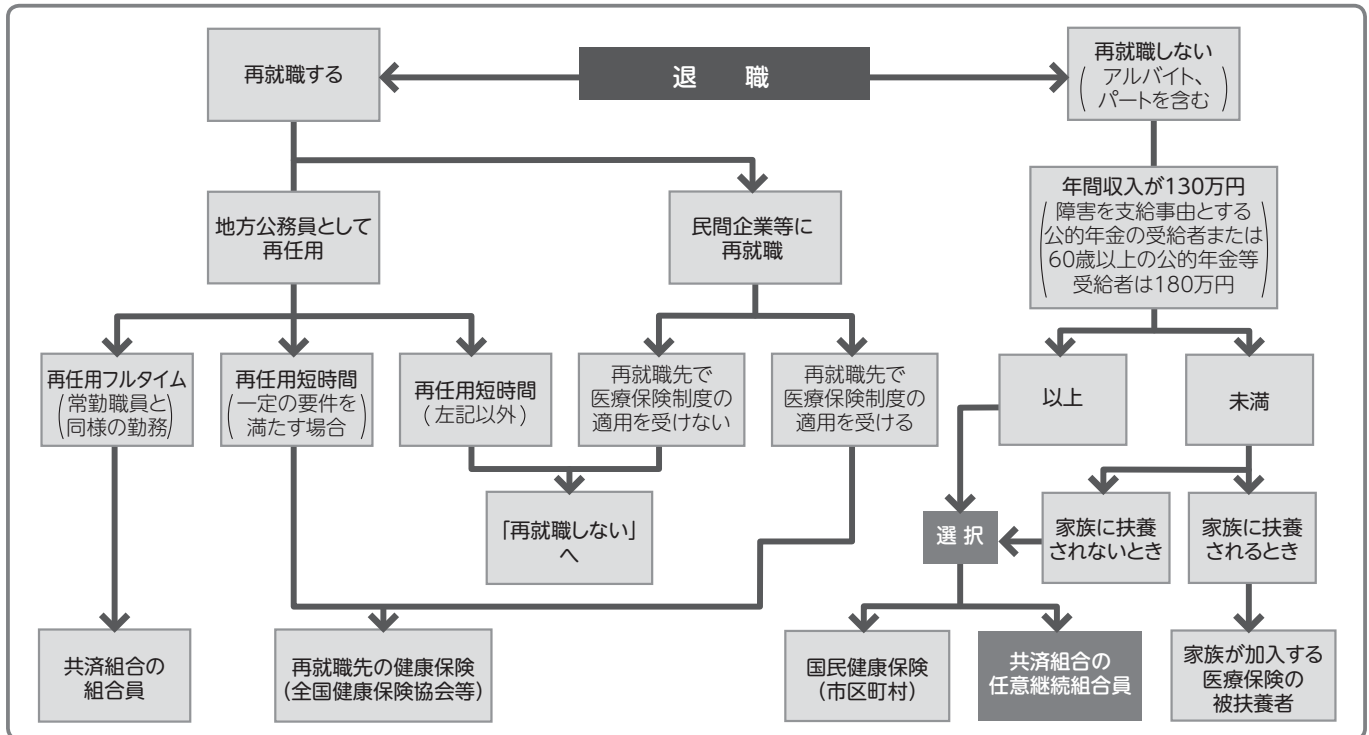 退　職
再就職する
再就職しない
（アルバイト、
パートを含む）
地方公務員として
再任用
民間企業等に
再就職
年間収入が130万円
（障害を支給事由とする
公的年金の受給者または
60歳以上の公的年金等
受給者は180万円）
再任用フルタイム
（常勤職員と
同様の勤務）
再任用短時間
（一定の要件を
満たす場合）
再任用短時間
（左記以外）
再就職先で
医療保険制度の
適用を受けない
再就職先で
医療保険制度の
適用を受ける
以上
未満
「再就職しない」
へ
選択
家族に扶養
されないとき
家族に扶養
されるとき
共済組合の
組合員
再就職先の健康保険
（全国健康保険協会等）
国民健康保険
（市区町村）
共済組合の
任意継続組合員
家族が加入する
医療保険の
被扶養者